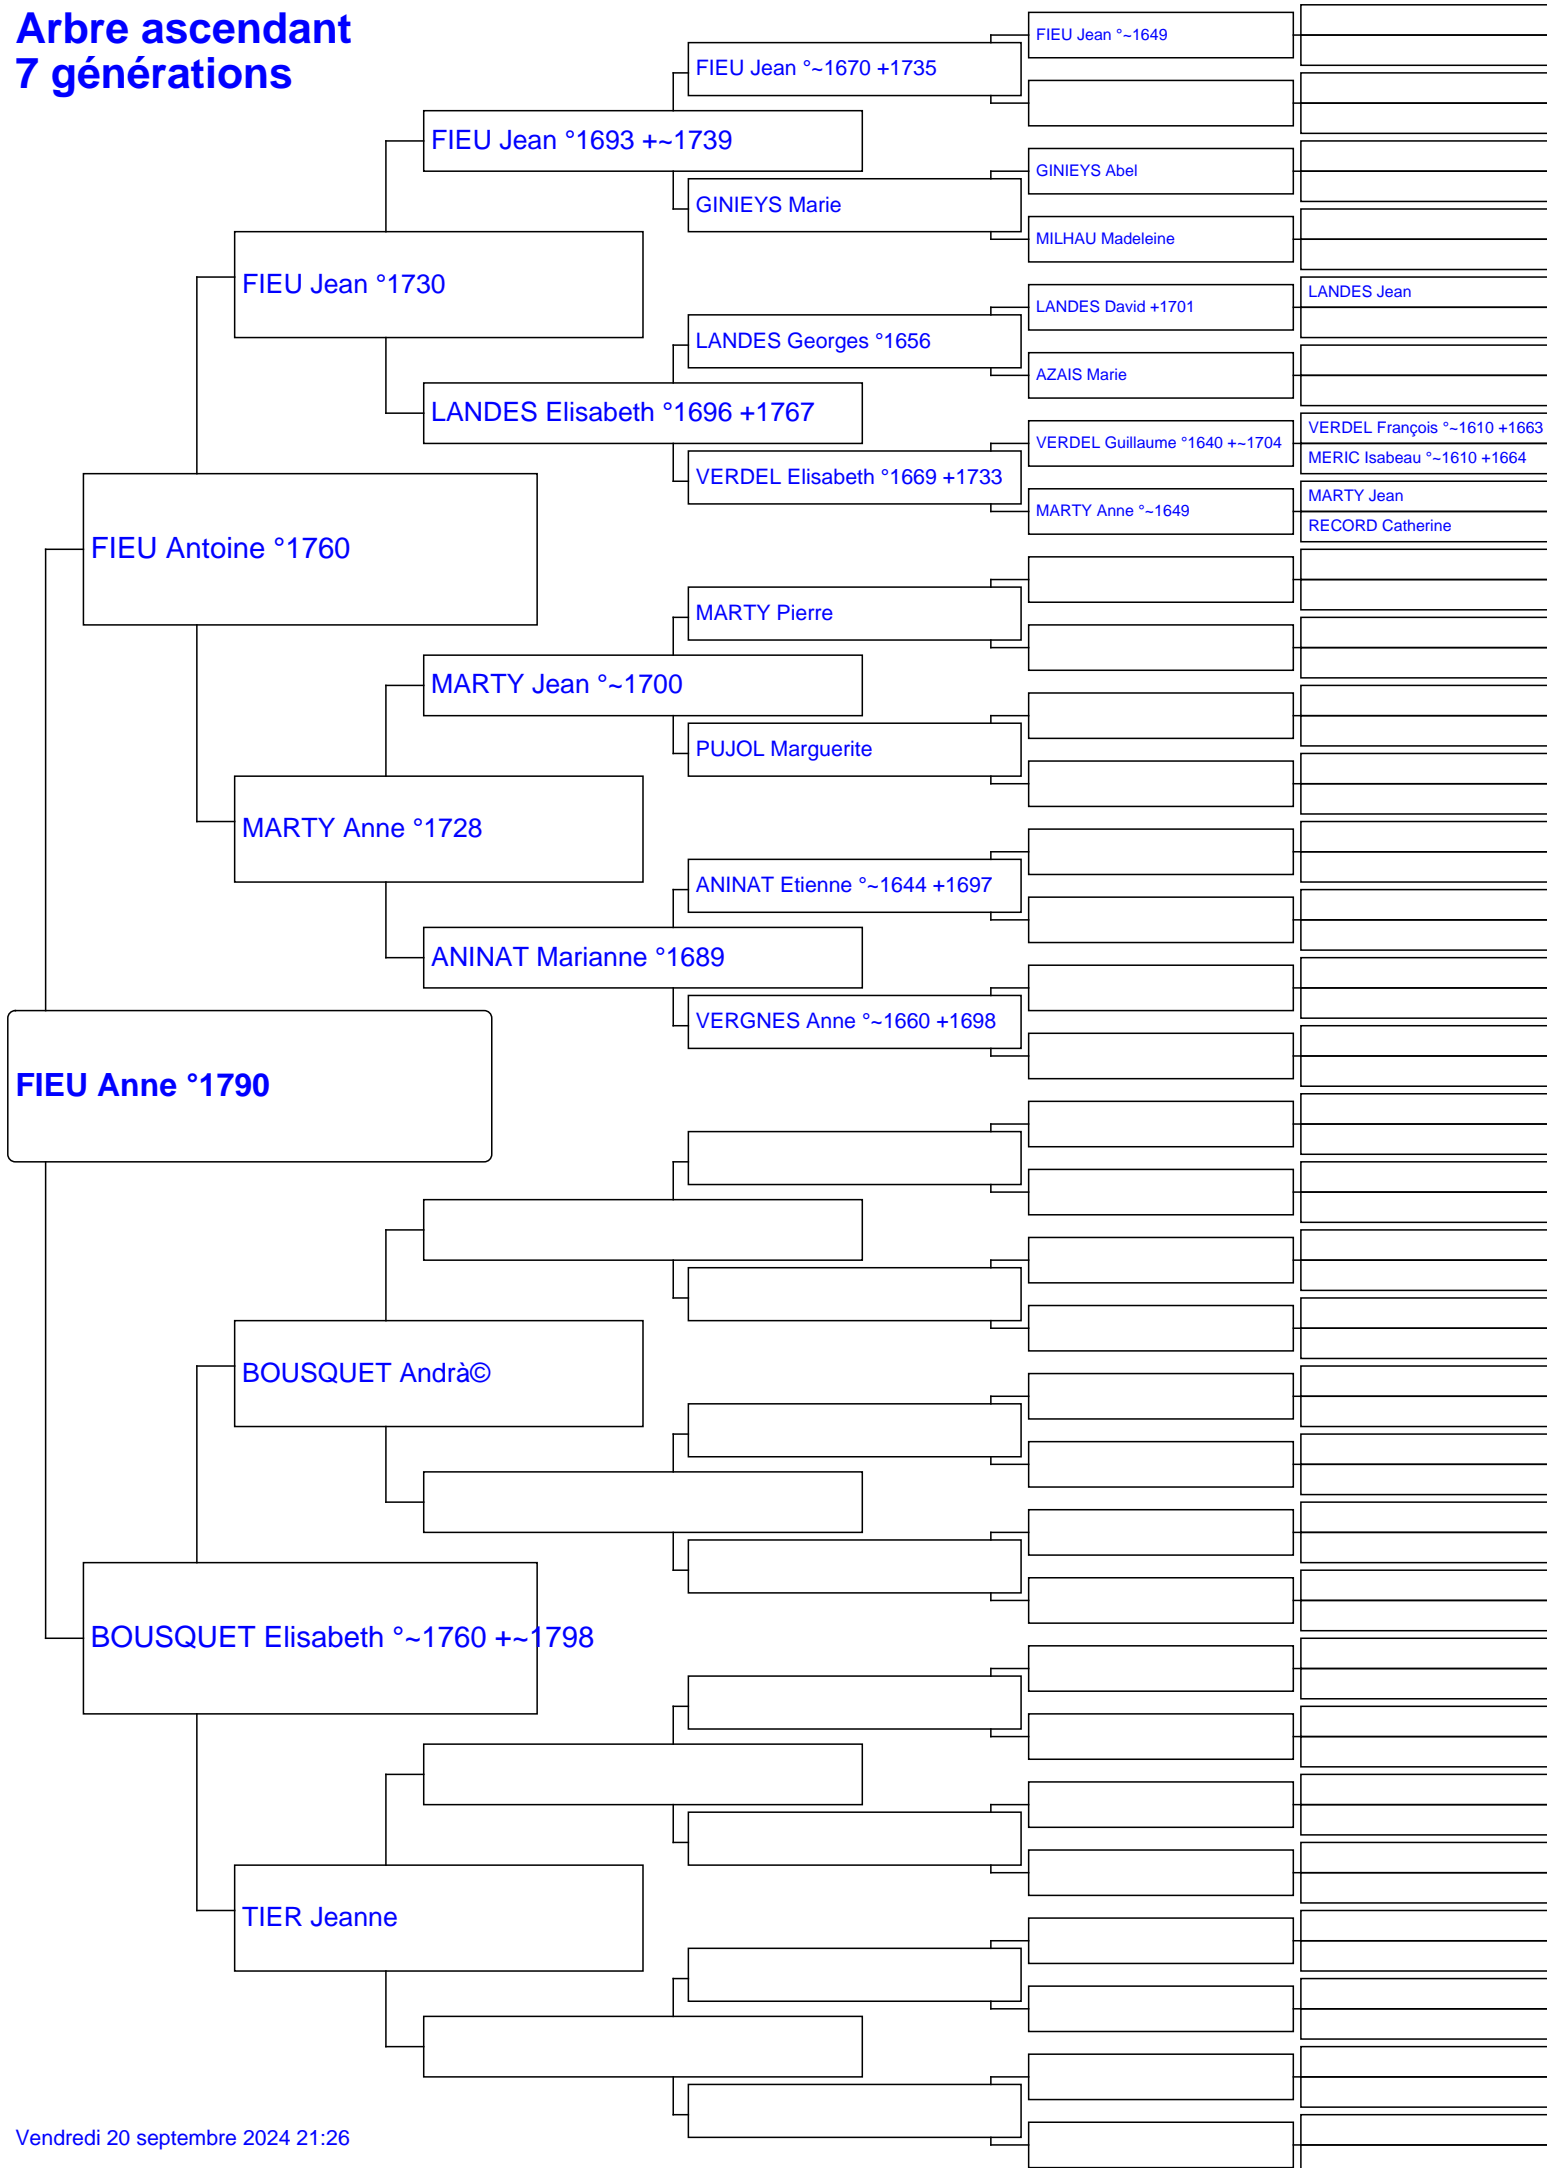 Arbre ascendant
7 générations
FIEU Jean °~1649
FIEU Jean °~1670 +1735
FIEU Jean °1693 +~1739
GINIEYS Abel
GINIEYS Marie
MILHAU Madeleine
FIEU Jean °1730
LANDES Jean
LANDES David +1701
LANDES Georges °1656
AZAIS Marie
LANDES Elisabeth °1696 +1767
VERDEL François °~1610 +1663
VERDEL Guillaume °1640 +~1704
MERIC Isabeau °~1610 +1664
VERDEL Elisabeth °1669 +1733
MARTY Jean
MARTY Anne °~1649
RECORD Catherine
FIEU Antoine °1760
MARTY Pierre
MARTY Jean °~1700
PUJOL Marguerite
MARTY Anne °1728
ANINAT Etienne °~1644 +1697
ANINAT Marianne °1689
VERGNES Anne °~1660 +1698
FIEU Anne °1790
BOUSQUET Andrà©
BOUSQUET Elisabeth °~1760 +~1798
TIER Jeanne
Vendredi 20 septembre 2024 21:26